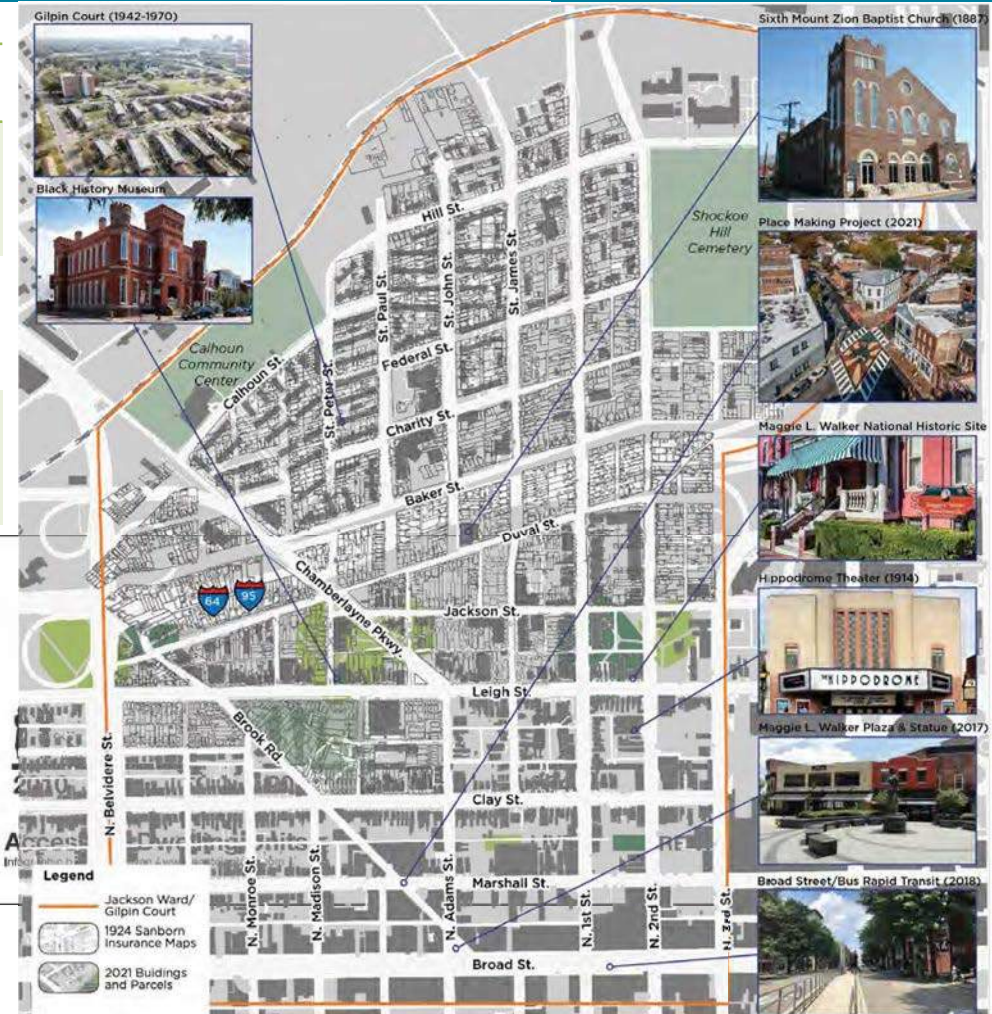 Gilpin Court (1942-1970)
Sixth Mount Zion Baptist Church (1887)
Black History Museum
Place Making Project (2021)
Shockoe
Hill
Cemetery
Hill St.
St. Paul St.
St. John St.
St. James St.
Calhoun
Community
Center
Calhoun St.
St. Peter St.
Federal St.
Charity St.
Baker St.
Duval St.
Maggie L. Walker National Historic Site
64
95
Chamberlayne Pkwy.
Jackson St.
Hippodrome Theater (1914)
HIPPODROME
Leigh St.
Maggie L. Walker Plaza & Statue (2017)
Brook Rd.
N. Belvidere St.
Clay St.
Marshall St.
Broad Street/Bus Rapid Transit (2018)
N. Monroe St.
N. Madison St.
N. Adams St.
N. 1st St.
N. 2nd St.
N. 3rd St.
Broad St.
Legend
Jackson Ward/
Gilpin Court
1924 Sanborn
Insurance Maps
2021 Buidings
and Parcels